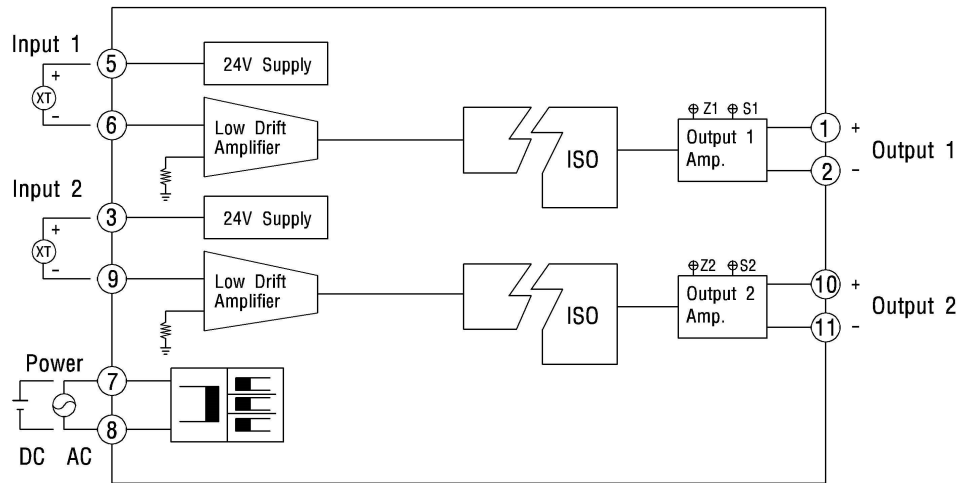 Input 1
5
+
XT
-
6
24V Supply
Low Drift
Amplifier
ISO
Z1
S1
Output 1
Amp.
1
+
2
-
Output 1
Input 2
3
+
XT
-
9
24V Supply
Low Drift
Amplifier
ISO
Z2
S2
Output 2
Amp.
10
+
11
-
Output 2
Power
7
8
DC
AC